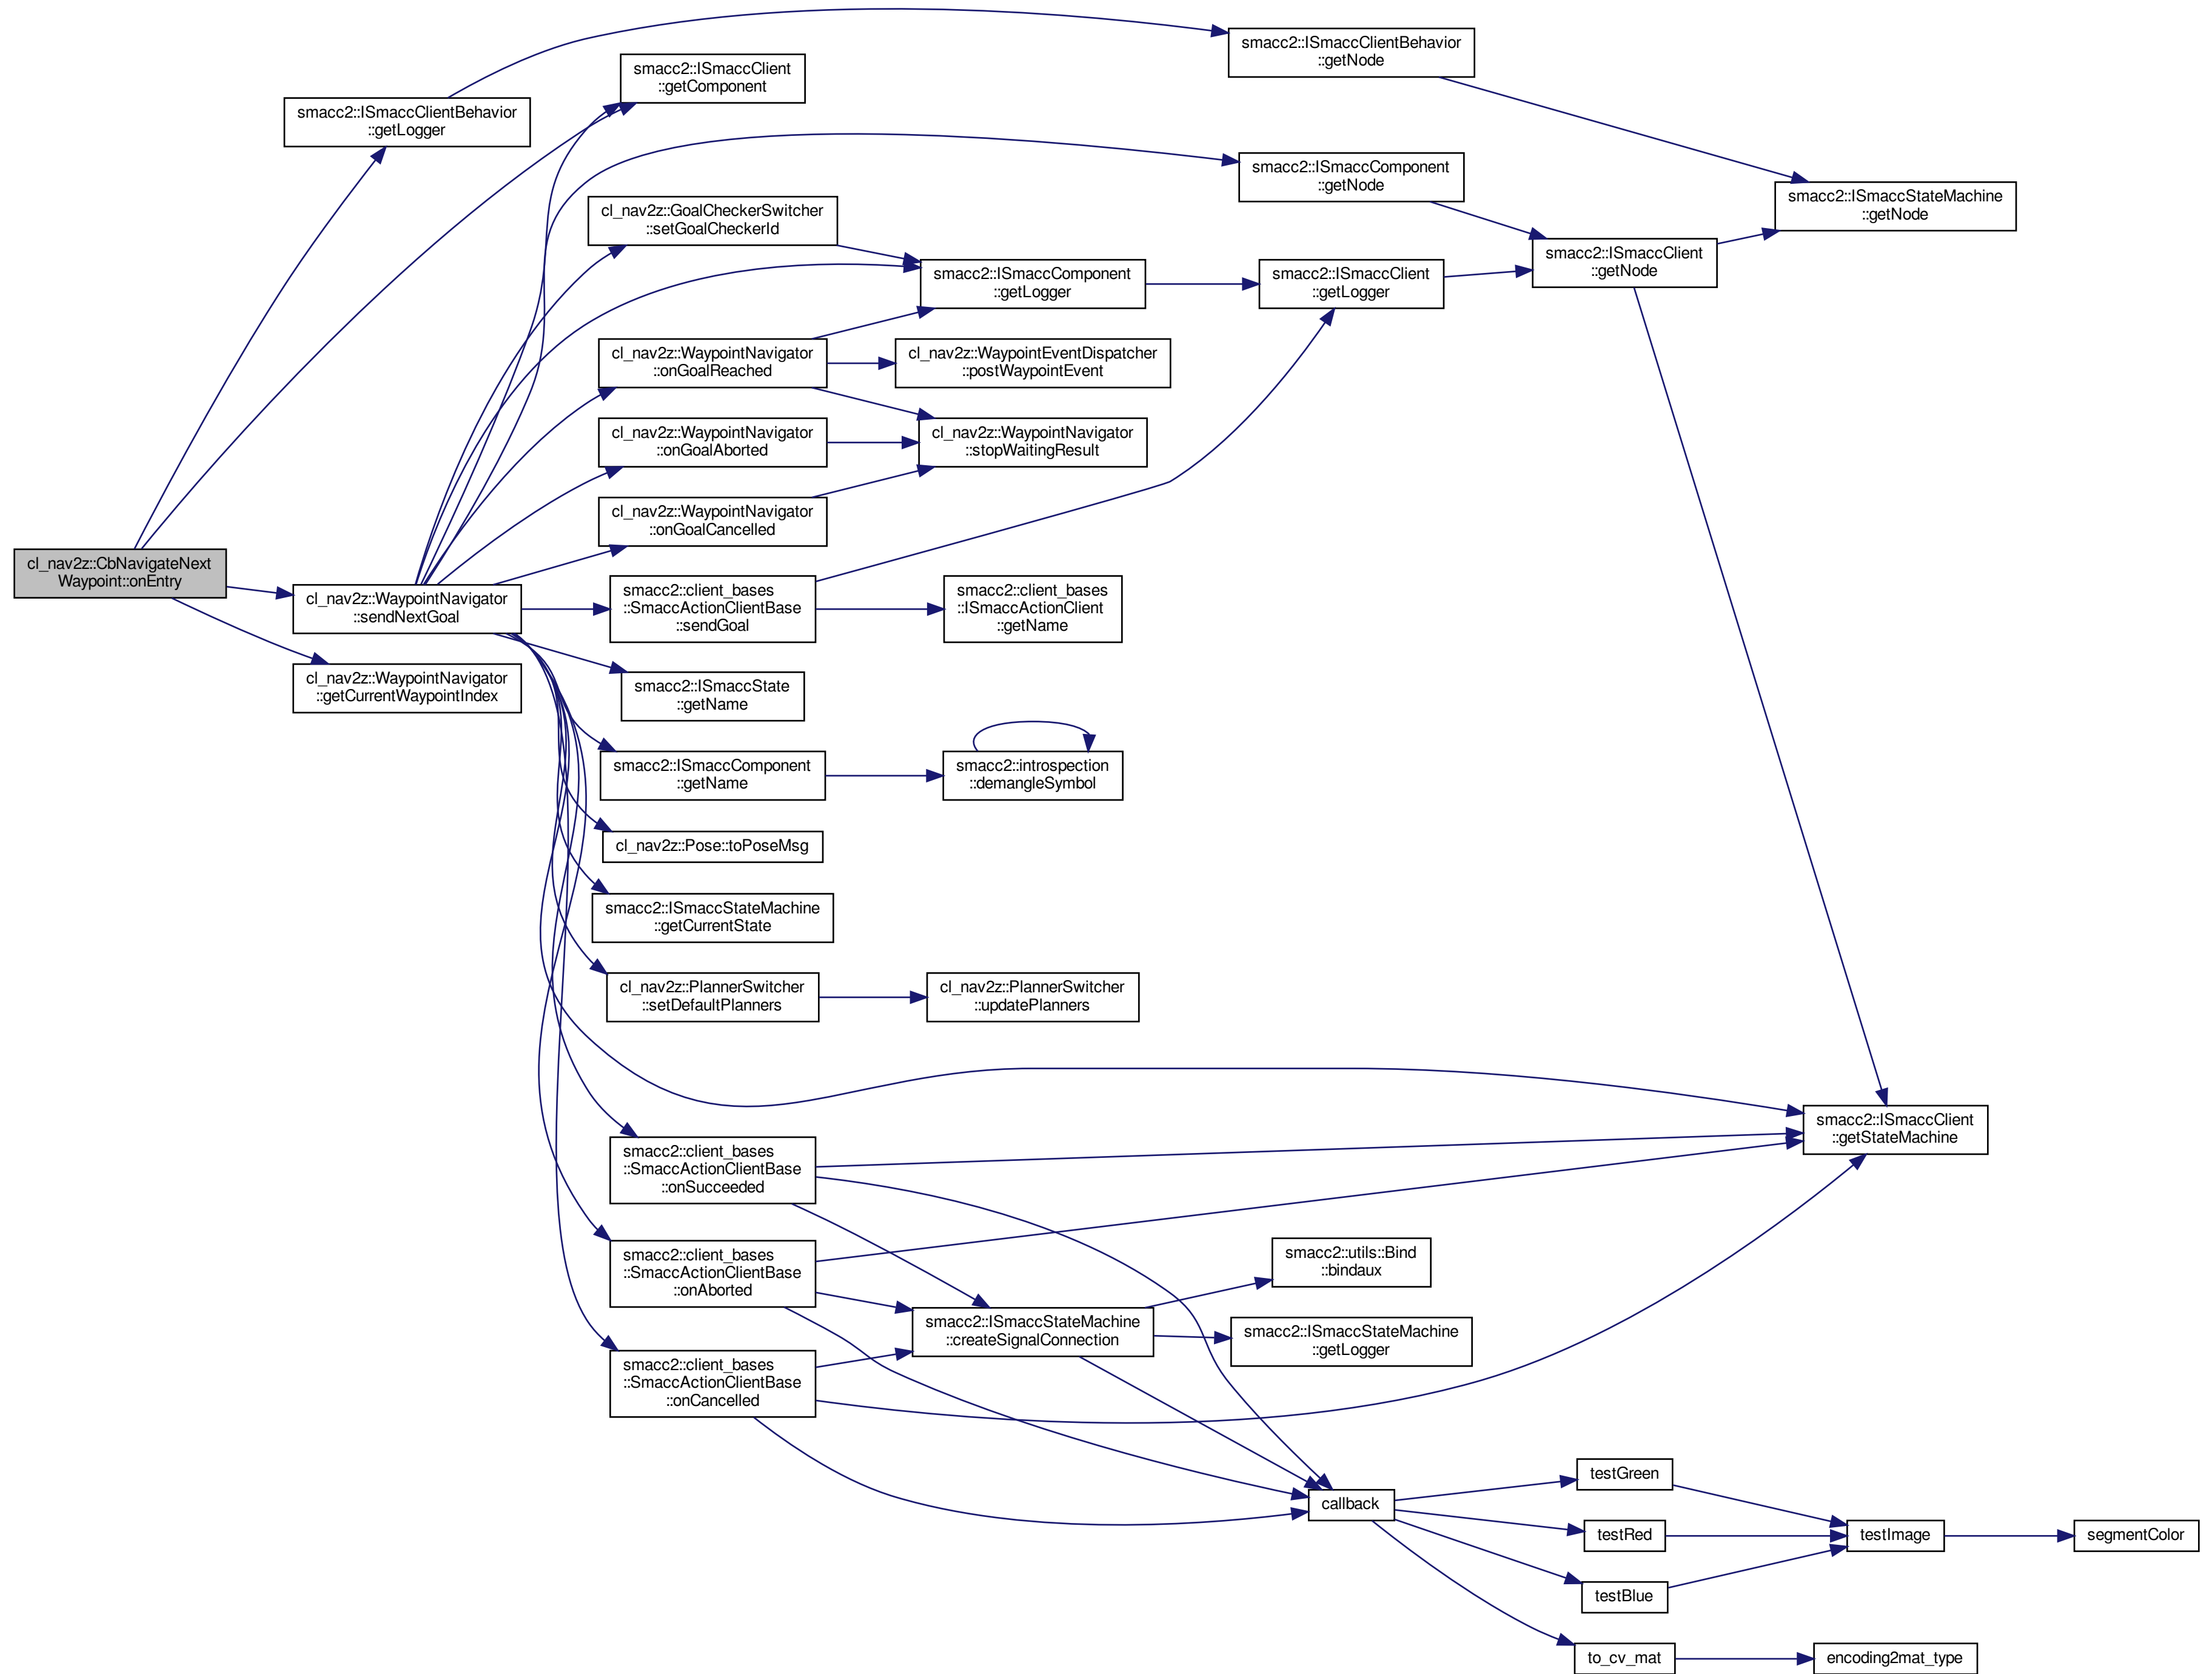 cl_nav2z::CbNavigateNext
Waypoint::onEntry
smacc2::ISmaccClientBehavior
::getLogger
cl_nav2z::WaypointNavigator
::sendNextGoal
cl_nav2z::WaypointNavigator
::getCurrentWaypointIndex
smacc2::ISmaccClient
::getComponent
cl_nav2z::GoalCheckerSwitcher
::setGoalCheckerId
cl_nav2z::WaypointNavigator
::onGoalReached
cl_nav2z::WaypointNavigator
::onGoalAborted
cl_nav2z::WaypointNavigator
::onGoalCancelled
smacc2::client_bases
::SmaccActionClientBase
::sendGoal
smacc2::ISmaccState
::getName
smacc2::ISmaccComponent
::getName
cl_nav2z::Pose::toPoseMsg
smacc2::ISmaccStateMachine
::getCurrentState
cl_nav2z::PlannerSwitcher
::setDefaultPlanners
smacc2::client_bases
::SmaccActionClientBase
::onSucceeded
smacc2::client_bases
::SmaccActionClientBase
::onAborted
smacc2::client_bases
::SmaccActionClientBase
::onCancelled
smacc2::ISmaccComponent
::getLogger
cl_nav2z::WaypointEventDispatcher
::postWaypointEvent
cl_nav2z::WaypointNavigator
::stopWaitingResult
smacc2::client_bases
::ISmaccActionClient
::getName
smacc2::introspection
::demangleSymbol
cl_nav2z::PlannerSwitcher
::updatePlanners
smacc2::ISmaccStateMachine
::createSignalConnection
smacc2::ISmaccClientBehavior
::getNode
smacc2::ISmaccComponent
::getNode
smacc2::ISmaccClient
::getLogger
smacc2::utils::Bind
::bindaux
smacc2::ISmaccStateMachine
::getLogger
callback
smacc2::ISmaccClient
::getNode
testGreen
testRed
testBlue
to_cv_mat
smacc2::ISmaccStateMachine
::getNode
smacc2::ISmaccClient
::getStateMachine
testImage
encoding2mat_type
segmentColor